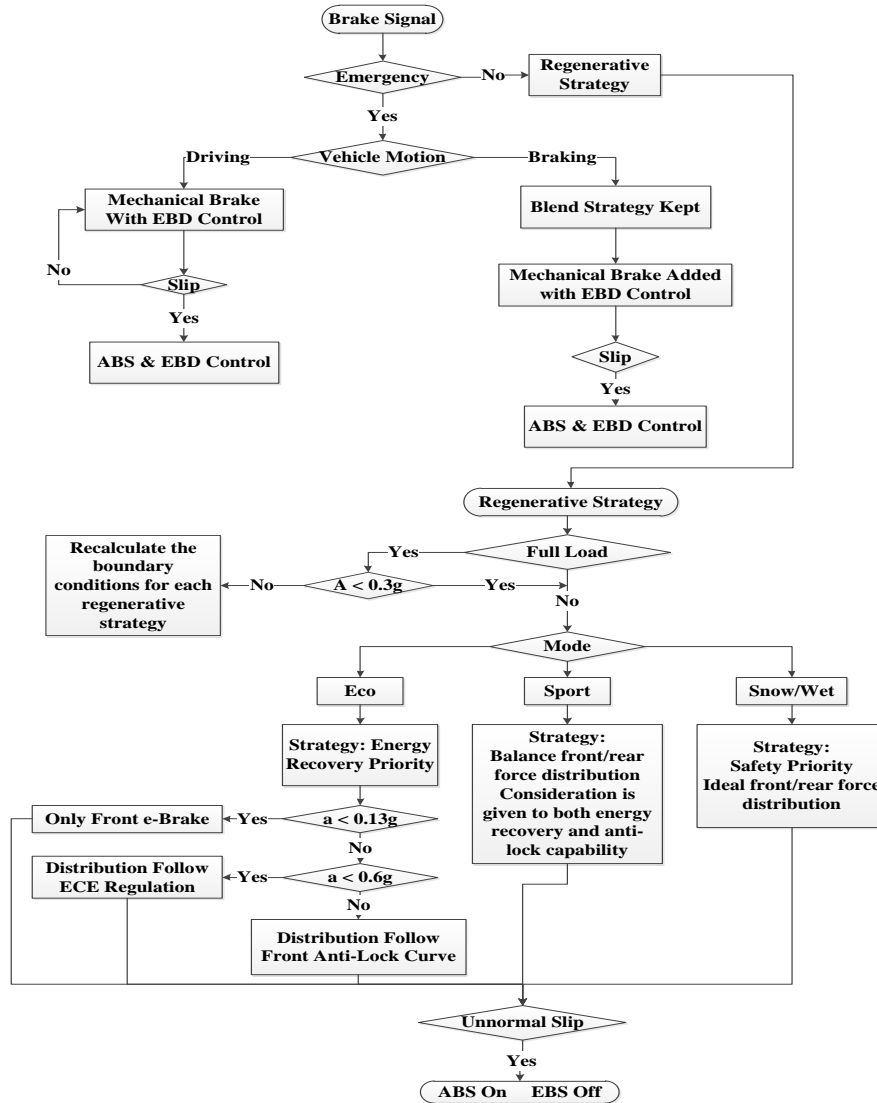 Brake Signal
Emergency
No
Regenerative
Strategy
Yes
Driving
Vehicle Motion
Braking
Mechanical Brake
With EBD Control
Blend Strategy Kept
No
Slip
Mechanical Brake Added
with EBD Control
Yes
ABS & EBD Control
Slip
Yes
ABS & EBD Control
Regenerative Strategy
Full Load
Yes
Recalculate the
boundary
conditions for each
regenerative
strategy
No
A < 0.3g
Yes
No
Mode
Eco
Sport
Snow/Wet
Strategy: Energy
Recovery Priority
Strategy:
Balance front/rear
force distribution
Consideration is
given to both energy
recovery and anti-
lock capability
Strategy:
Safety Priority
Ideal front/rear force
distribution
Only Front e-Brake
Yes
a < 0.13g
No
Distribution Follow
ECE Regulation
Yes
a < 0.6g
No
Distribution Follow
Front Anti-Lock Curve
Unnormal Slip
Yes
ABS On EBS Off